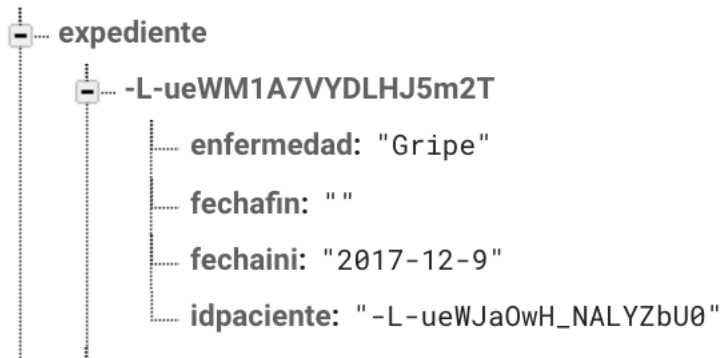 expediente
-L-ueWM1A7VYDLHJ5m2T
enfermedad: "Gripe"
fechafin: ""
fechaini: "2017-12-9"
idpaciente: "-L-ueWJaOwH_NALYZbU0"